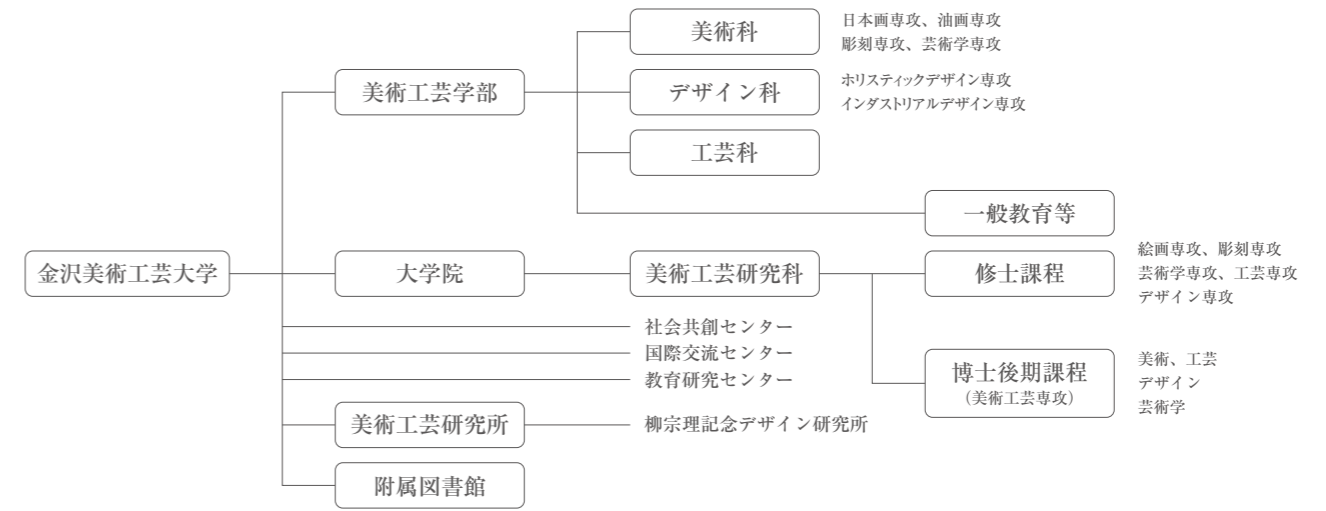 美術科
日本画専攻、油画専攻
彫刻専攻、芸術学専攻
美術工芸学部
デザイン科
ホリスティックデザイン専攻
インダストリアルデザイン専攻
工芸科
一般教育等
金沢美術工芸大学
大学院
美術工芸研究科
修士課程
絵画専攻、彫刻専攻
芸術学専攻、工芸専攻
デザイン専攻
社会共創センター
国際交流センター
教育研究センター
博士後期課程
（美術工芸専攻）
美術、工芸
デザイン
芸術学
美術工芸研究所
柳宗理記念デザイン研究所
附属図書館